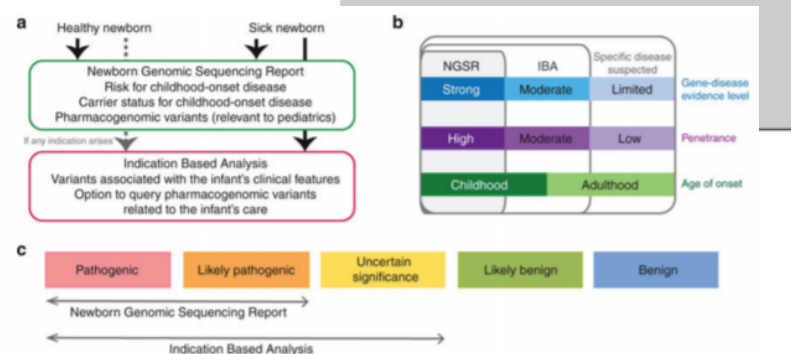 a
Healthy newborn
Sick newborn
Newborn Genomic Sequencing Report
Risk for childhood-onset disease
Carrier status for childhood-onset disease
Pharmacogenomic variants (relevant to pediatrics)
If any indication arises
Indication Based Analysis
Variants associated with the infant's clinical features
Option to query pharmacogenomic variants
related to the infant's care
b
NGSR
IBA
Specific disease
suspected
Strong
Moderate
Limited
Gene-disease
evidence level
High
Moderate
Low
Penetrance
Childhood
Adulthood
Age of onset
c
Pathogenic
Likely pathogenic
Uncertain
significance
Likely benign
Benign
Newborn Genomic Sequencing Report
Indication Based Analysis